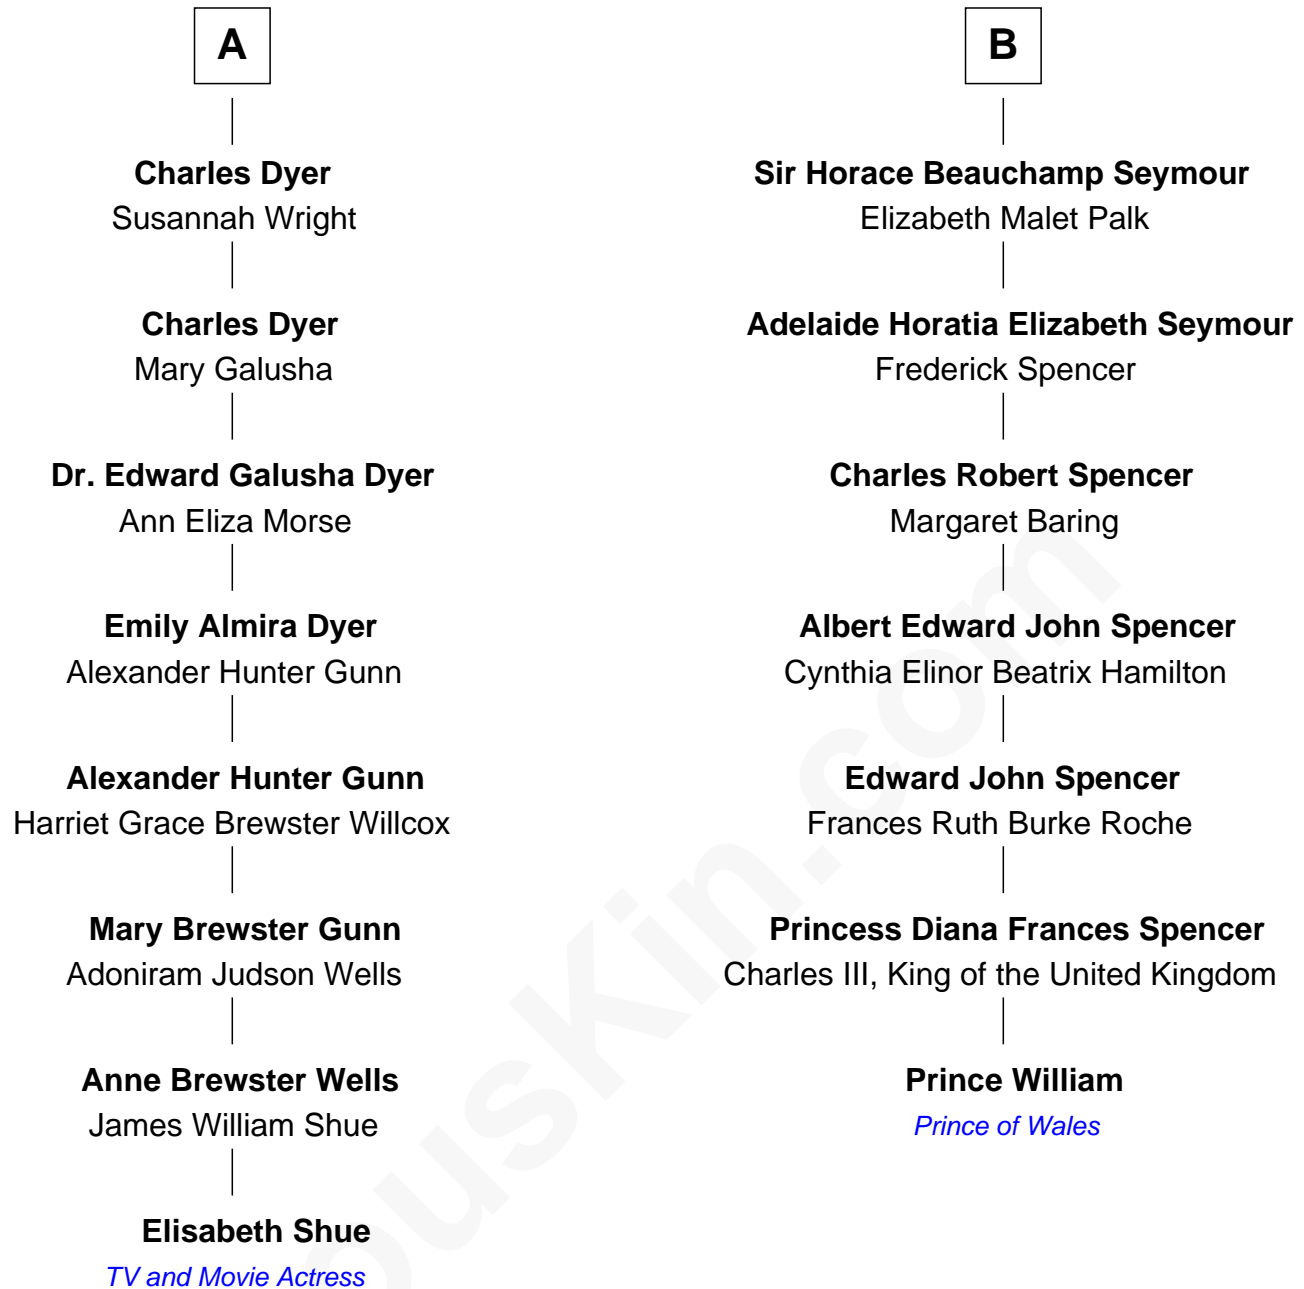 A
Charles Dyer
Susannah Wright
Charles Dyer
Mary Galusha
Dr. Edward Galusha Dyer
Ann Eliza Morse
Emily Almira Dyer
Alexander Hunter Gunn
Alexander Hunter Gunn
Harriet Grace Brewster Willcox
Mary Brewster Gunn
Adoniram Judson Wells
Anne Brewster Wells
James William Shue
Elisabeth Shue
TV and Movie Actress
B
Sir Horace Beauchamp Seymour
Elizabeth Malet Palk
Adelaide Horatia Elizabeth Seymour
Frederick Spencer
Charles Robert Spencer
Margaret Baring
Albert Edward John Spencer
Cynthia Elinor Beatrix Hamilton
Edward John Spencer
Frances Ruth Burke Roche
Princess Diana Frances Spencer
Charles III, King of the United Kingdom
Prince William
Prince of Wales
ousKin.com